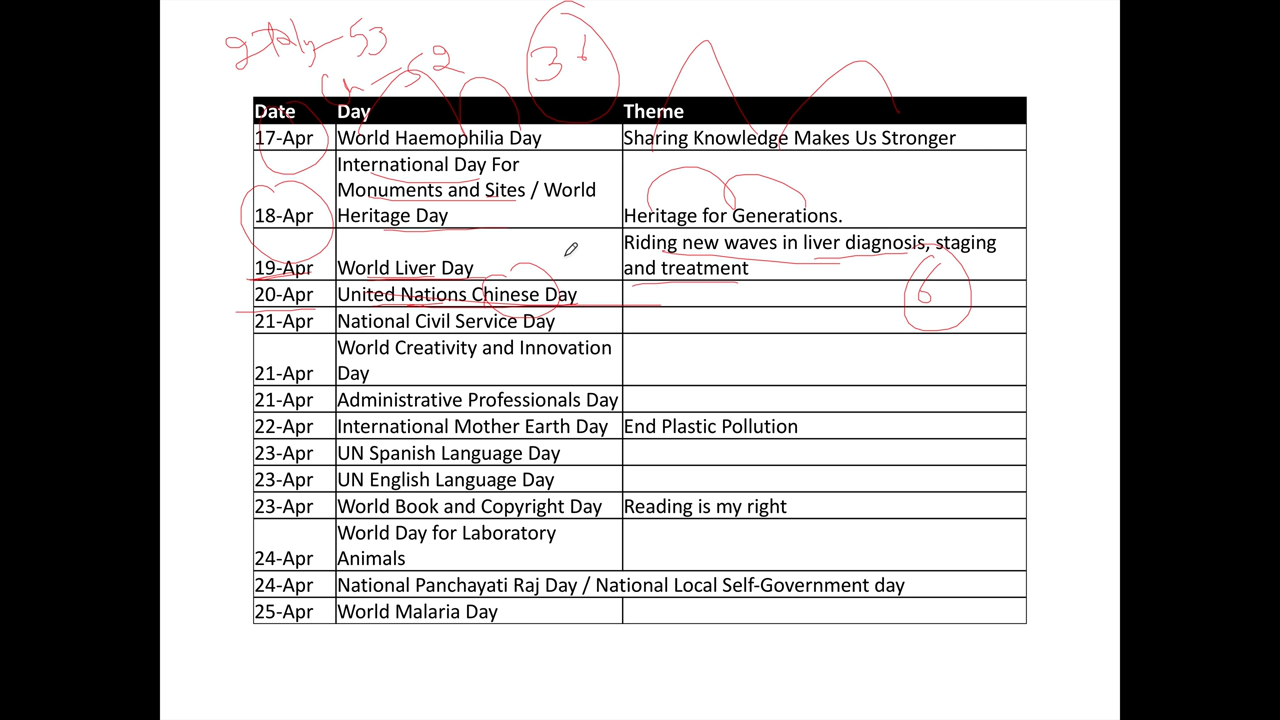 Italy - 53
Ch - 52
36
Date Day Theme
17-Apr World Haemophilia Day Sharing Knowledge Makes Us Stronger
International Day For
Monuments and Sites / World
18-Apr Heritage Day Heritage for Generations.
Riding new waves in liver diagnosis, staging
19-Apr World Liver Day and treatment
20-Apr United Nations Chinese Day
6
21-Apr National Civil Service Day
World Creativity and Innovation
21-Apr Day
21-Apr Administrative Professionals Day
22-Apr International Mother Earth Day End Plastic Pollution
23-Apr UN Spanish Language Day
23-Apr UN English Language Day
23-Apr World Book and Copyright Day Reading is my right
World Day for Laboratory
24-Apr Animals
24-Apr National Panchayati Raj Day / National Local Self-Government day
25-Apr World Malaria Day